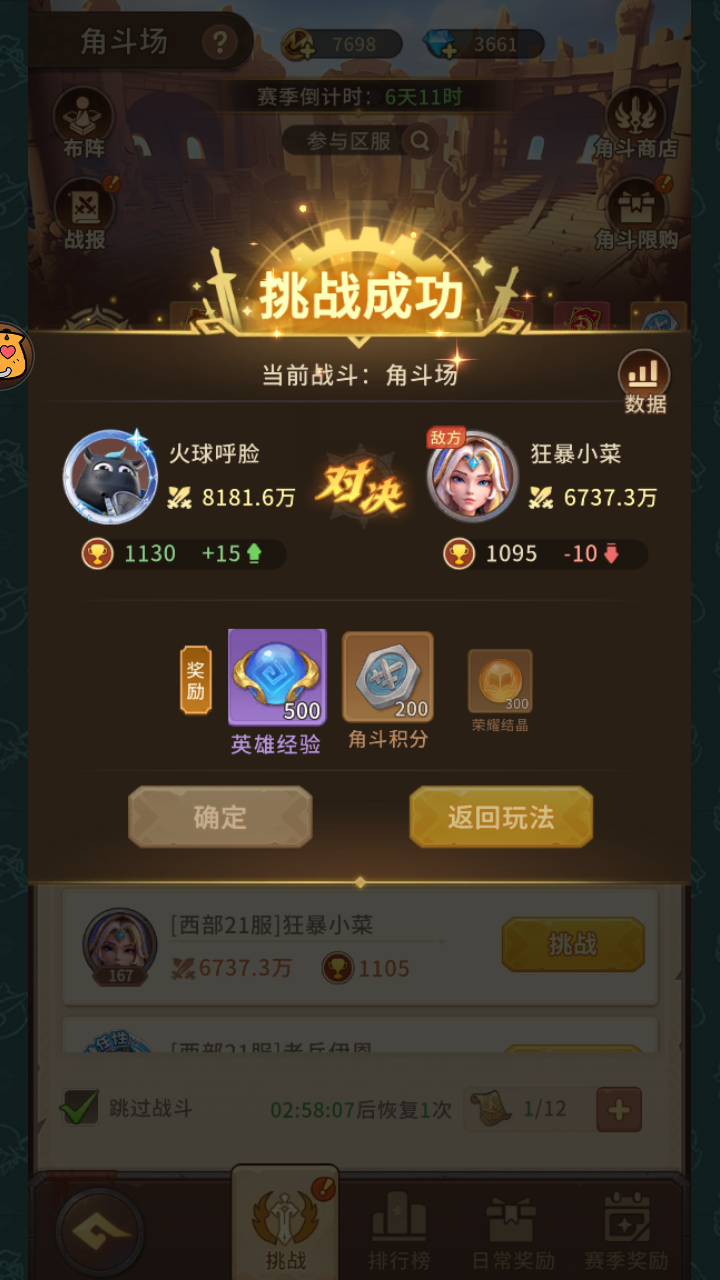 角斗场 ? 7698 3661
赛季倒计时：6天11时
参与区服
布阵 角斗商店
战报 角斗限购
挑战成功
当前战斗：角斗场
数据
火球呼脸
8181.6万
对决
敌方
狂暴小菜
6737.3万
1130 +15
1095 -10
奖励
500
200
300
英雄经验
角斗积分
荣耀结晶
确定 返回玩法
[西部21服]狂暴小菜
167
6737.3万 1105
挑战
任性
[西部21服]老兵伊恩
跳过战斗 02:58:07后恢复1次 1/12
挑战 排行榜 日常奖励 赛季奖励